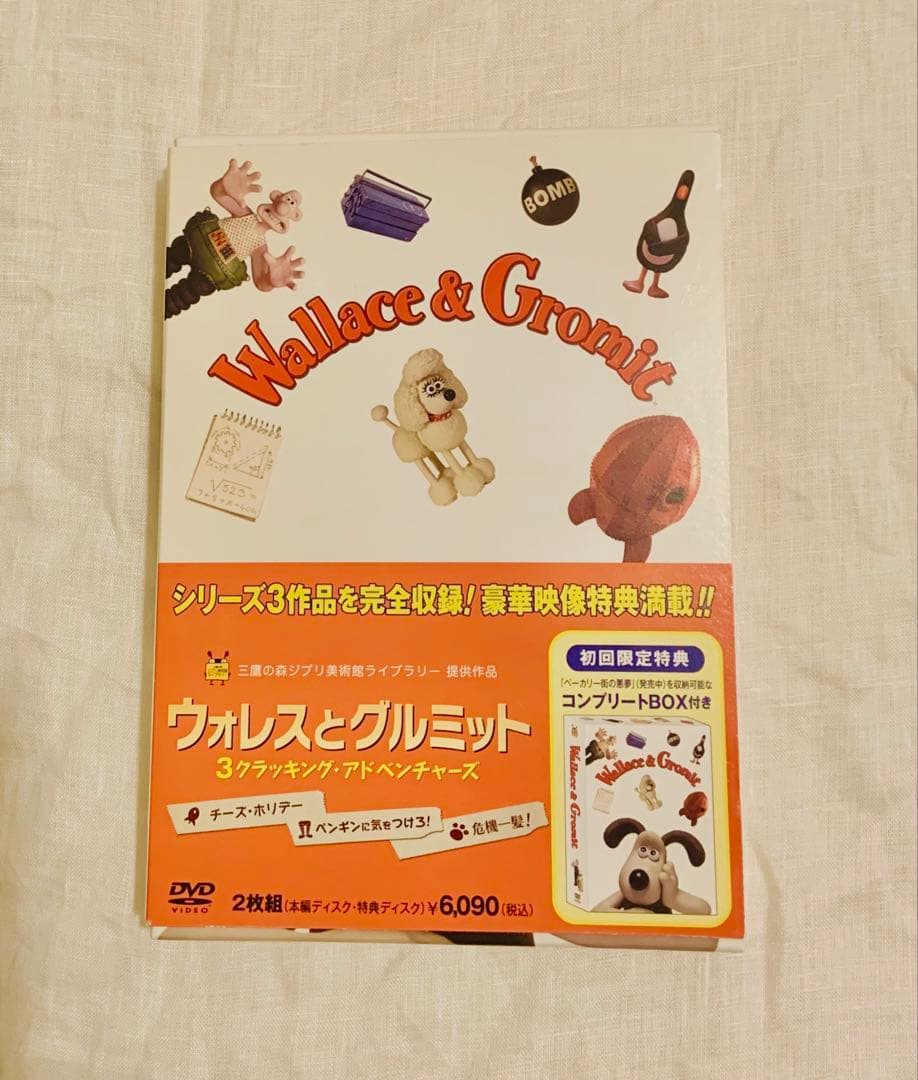 BOMB
Wallace & Gromit
√525
シリーズ3作品を完全収録!豪華映像特典満載!!
三鷹の森ジブリ美術館ライブラリー 提供作品
ウォレスとグルミット
3クラッキング・アドベンチャーズ
チーズ・ホリデー
ペンギンに気をつけろ!
危機一髪!
DVD
VIDEO
2枚組(本編ディスク・特典ディスク)¥6,090(税込)
初回限定特典
「ベーカリー街の悪夢」(発売中)を収納可能な
コンプリートBOX付き
Wallace & Gromit
Wallace & Gromit